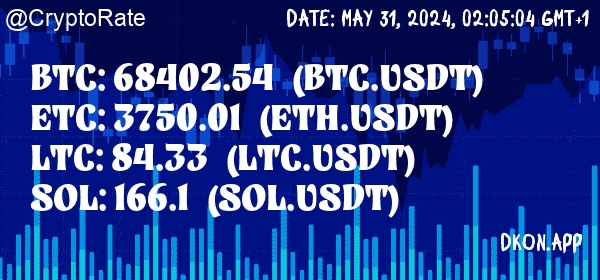 @CryptoRate
DATE: MAY 31, 2024, 02:05:04 GMT+1
BTC: 68402.54 (BTC.USDT)
ETC: 3750.01 (ETH.USDT)
LTC: 84.33 (LTC.USDT)
SOL: 166.1 (SOL.USDT)
DKON.APP